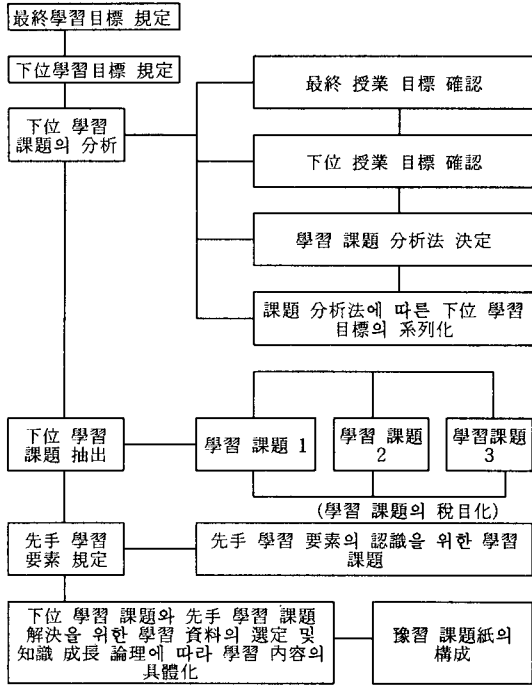 最終學習目標 規定
下位學習目標 規定
下位 學習
課題의 分析
最終 授業 目標 確認
下位 授業 目標 確認
學習 課題 分析法 決定
課題 分析法에 따른 下位 學習
目標의 系列化
下位 學習
課題 抽出
學習 課題 1
學習 課題
2
學習課題
3
(學習 課題의 稅目化)
先手 學習
要素 規定
先手 學習 要素의 認識을 위한 學習
課題
下位 學習 課題와 先手 學習 課題
解決을 위한 學習 資料의 選定 및
知識 成長 論理에 따라 學習 內容의
具體化
豫習 課題紙의
構成